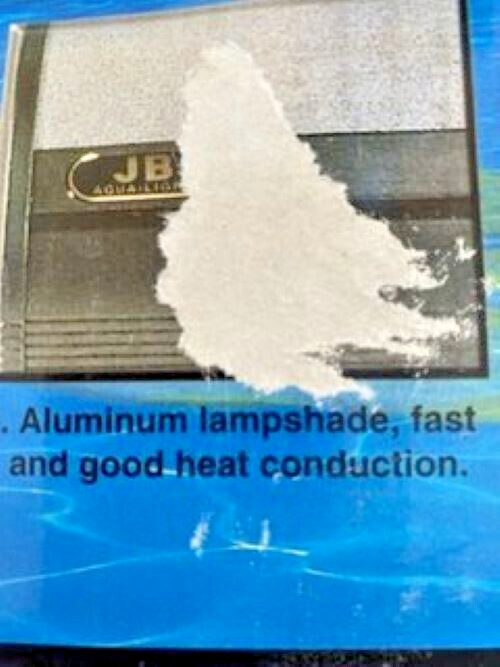 JB
. Aluminum lampshade, fast
and good heat conduction.